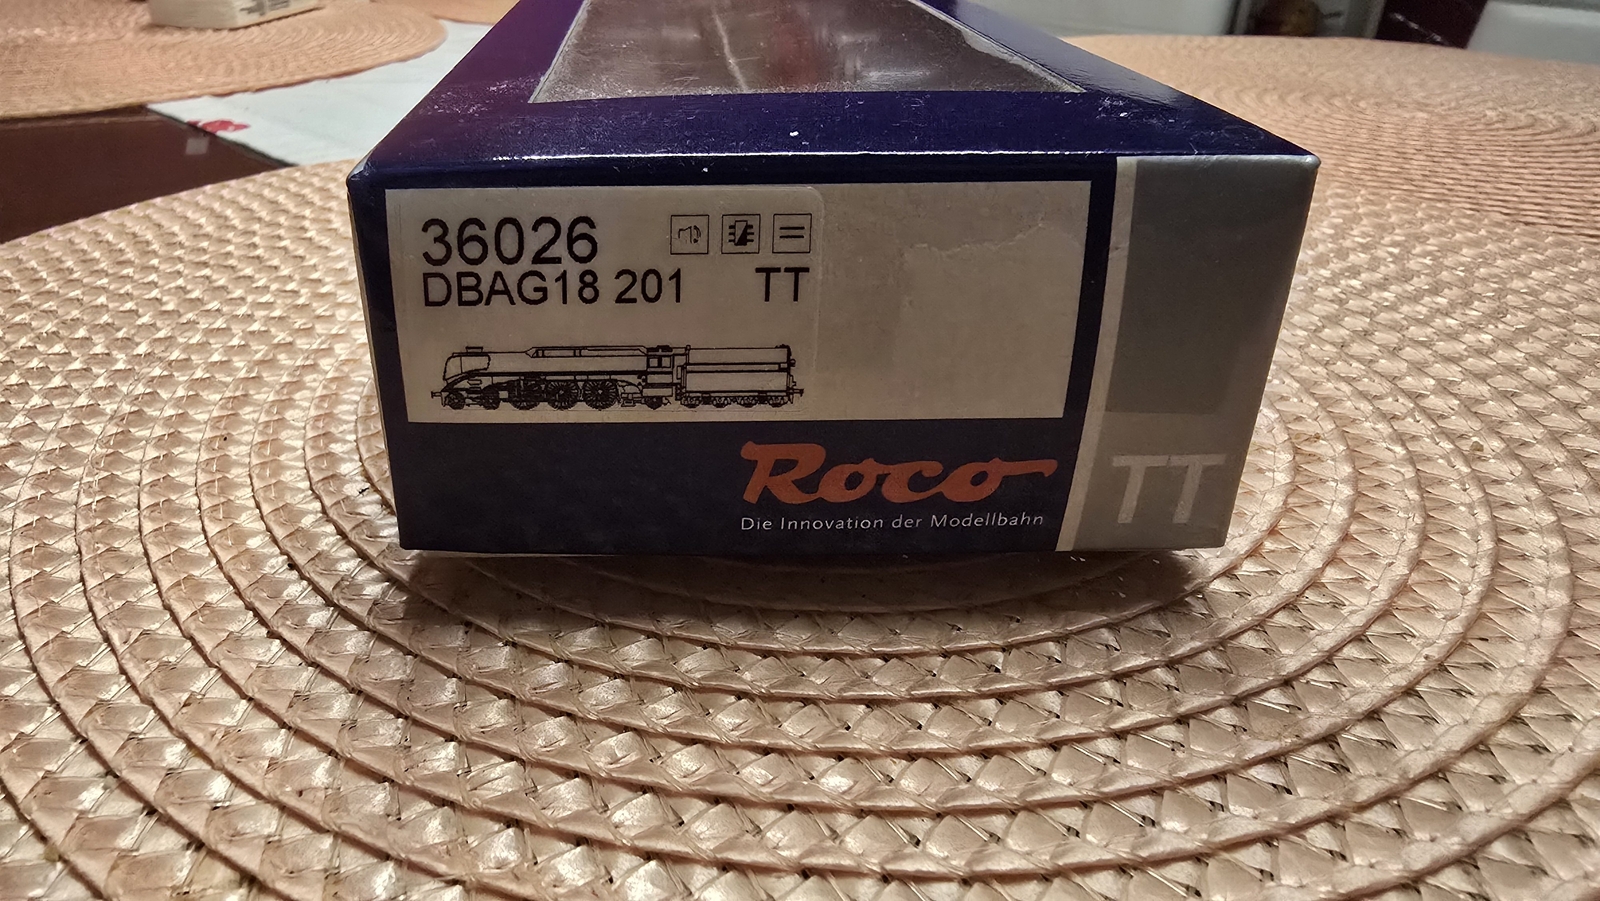 36026
DBAG18 201 TT
Roco
Die Innovation der Modellbahn
TT